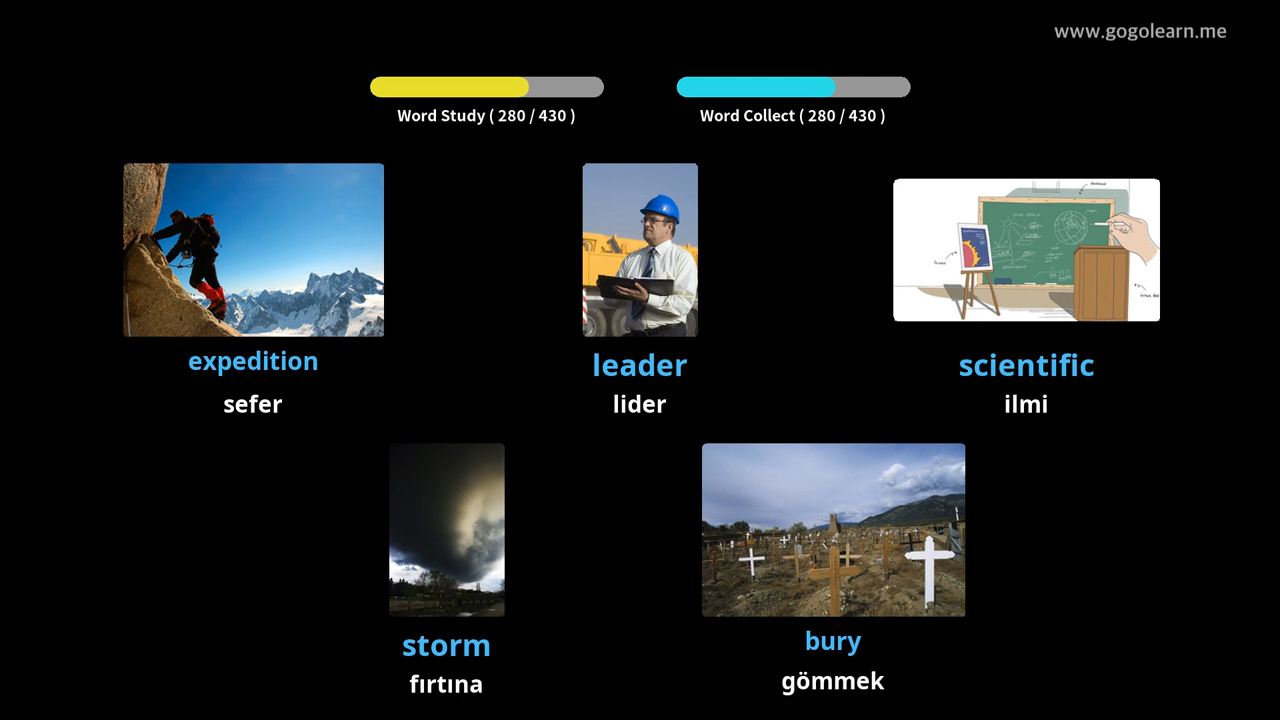 www.gogolearn.me
Word Study ( 280 / 430 )
Word Collect ( 280 / 430 )
expedition
leader
scientific
sefer
lider
ilmi
storm
bury
fırtına
gömmek